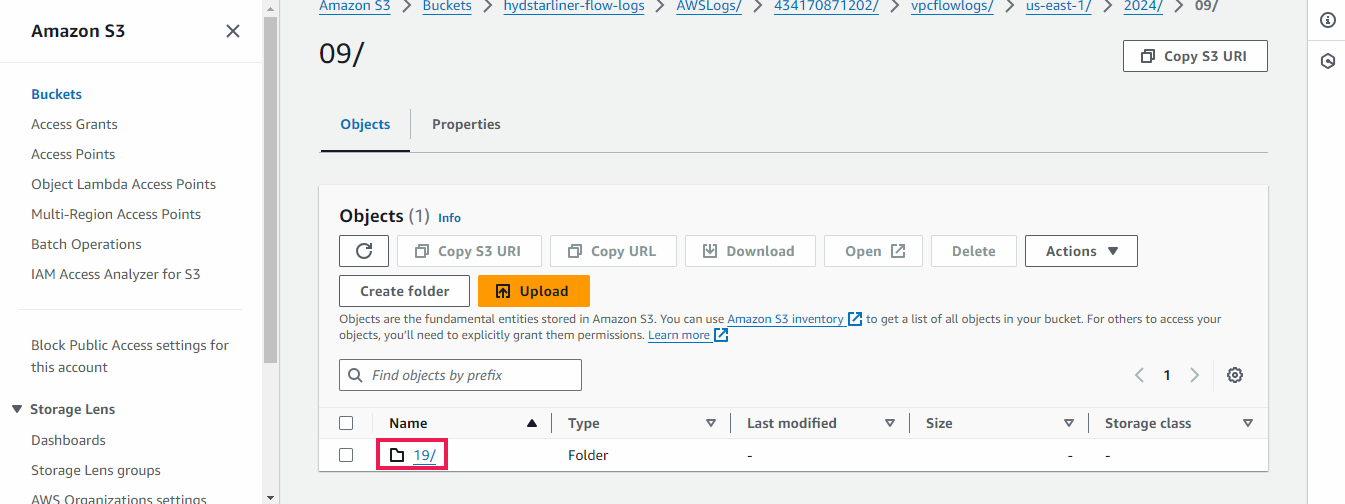 Amazon S3
Buckets
Access Grants
Access Points
Object Lambda Access Points
Multi-Region Access Points
Batch Operations
IAM Access Analyzer for S3
Block Public Access settings for
this account
Storage Lens
Dashboards
Storage Lens groups
AWS Organizations settings
Amazon S3 > Buckets > hydstarliner-flow-logs > AWSLogs/ > 434170871202/ > vpcflowlogs/ > us-east-1/ > 2024/ > 09/
09/
Copy S3 URI
Objects Properties
Objects (1) Info
Copy S3 URI Copy URL Download Open Delete Actions
Create folder Upload
Objects are the fundamental entities stored in Amazon S3. You can use Amazon S3 inventory to get a list of all objects in your bucket. For others to access your
objects, you'll need to explicitly grant them permissions. Learn more
Find objects by prefix
1
Name Type Last modified Size Storage class
19/ Folder - - -